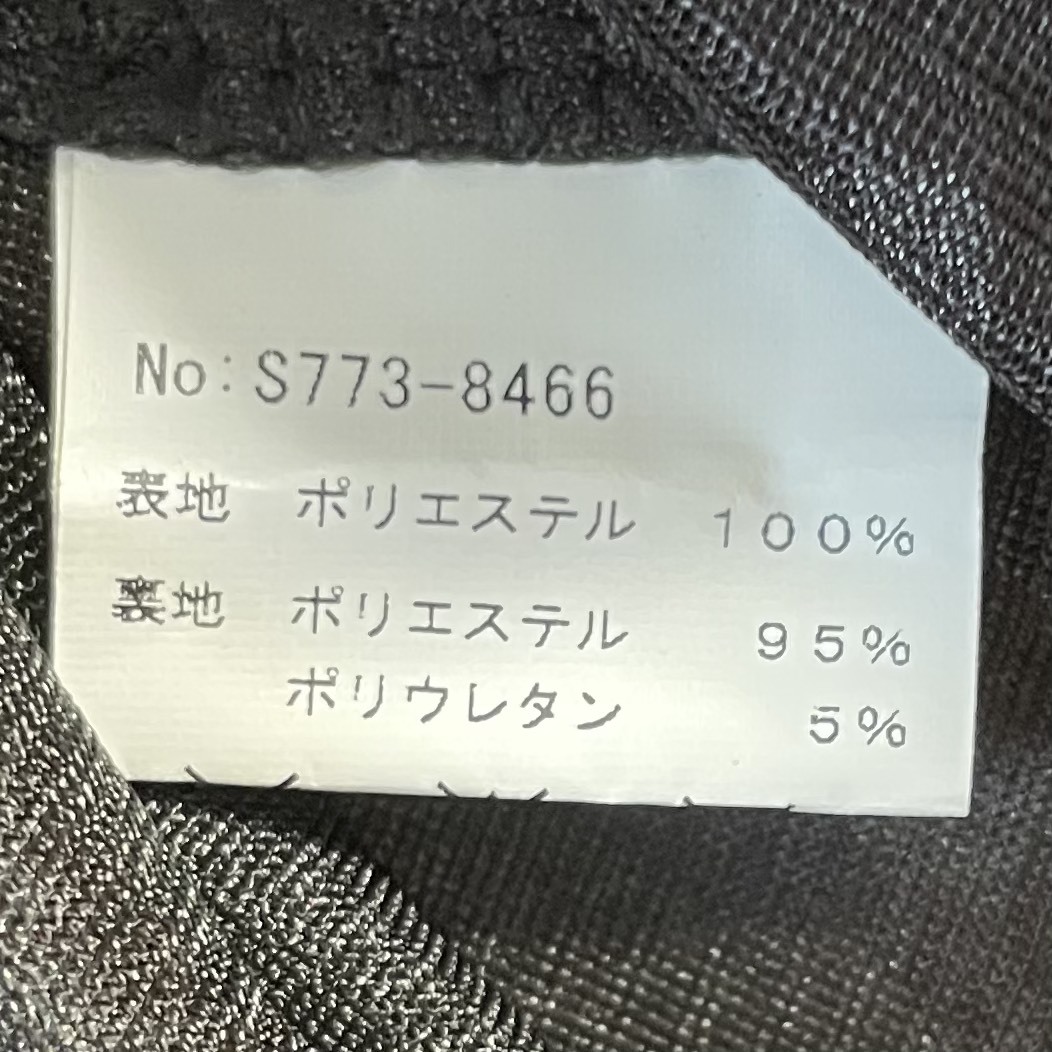 No:S773-8466
表地　ポリエステル　１００％
裏地　ポリエステル　９５％
ポリウレタン　５％